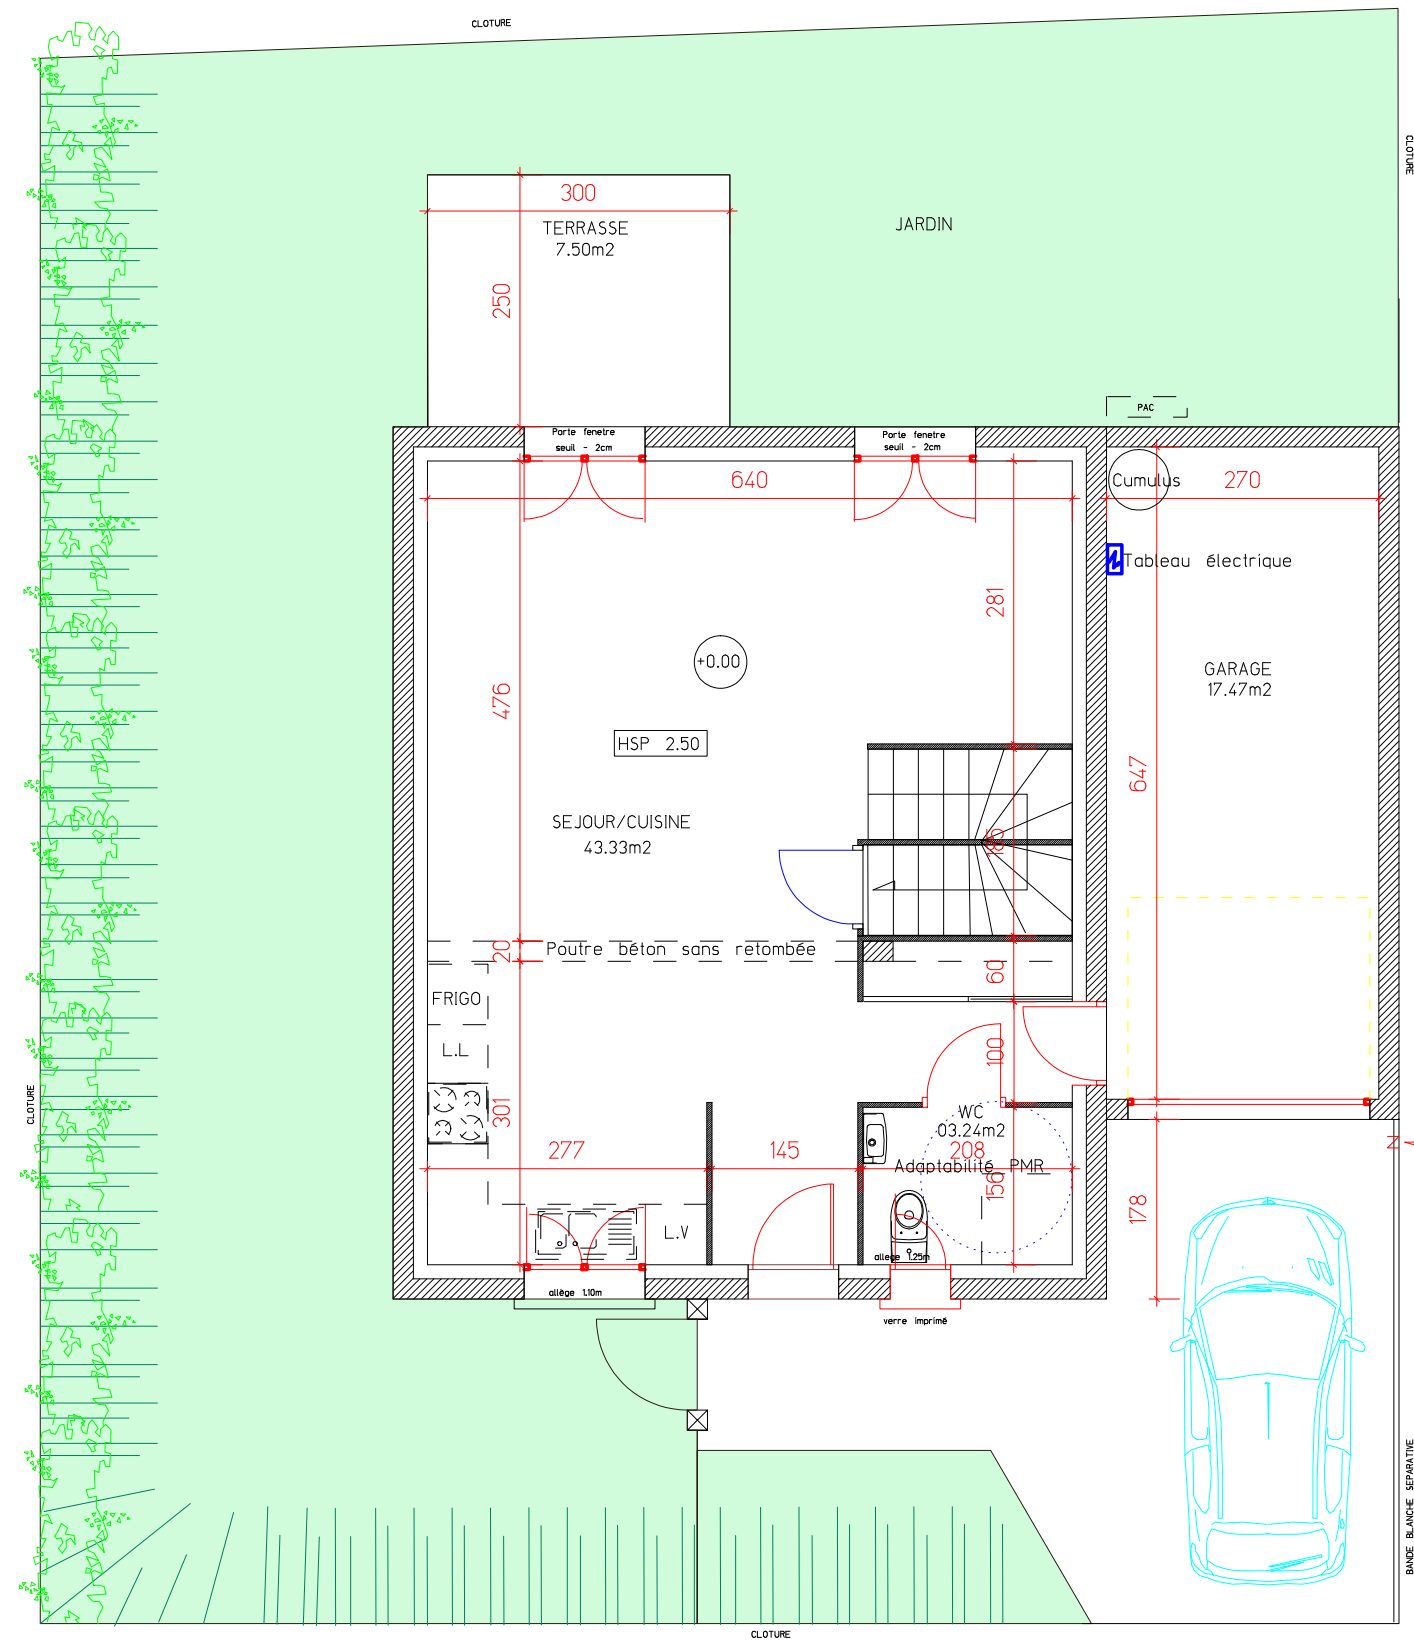 CLOTURE
CLOTURE
300
TERRASSE
7.50m2
JARDIN
250
PAC
Porte fenetre
seuil - 2cm
Porte fenetre
seuil - 2cm
640
Cumulus
270
Tableau électrique
281
+0.00
GARAGE
17.47m2
476
HSP 2.50
647
SEJOUR/CUISINE
43.33m2
185
Poutre béton sans retombée
20
60
FRIGO
L.L
100
CLOTURE
301
WC
03.24m2
277
145
208
Adaptabilité PMR
156
178
L.V
allege 1.25m
allège 1.10m
verre imprimé
BANDE BLANCHE SEPARATIVE
CLOTURE